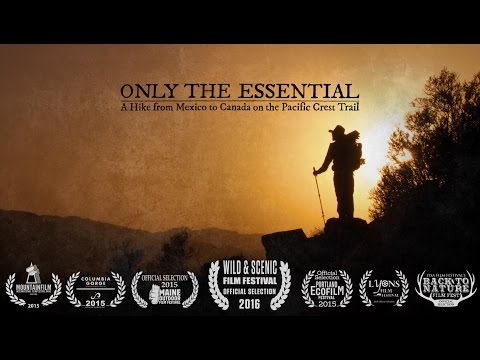 ONLY THE ESSENTIAL
A Hike from Mexico to Canada on the Pacific Crest Trail
MOUNTAINFILM
2015
COLUMBIA
GORGE
2015
OFFICIAL SELECTION
2015
MAINE
OUTDOOR
FILM FESTIVAL
WILD & SCENIC
FILM FESTIVAL
OFFICIAL SELECTION
2016
Official
Selection
PORTLAND
ECOFILM
FESTIVAL
2015
FILM
FESTIVAL
BACK TO
NATURE
FILM FEST